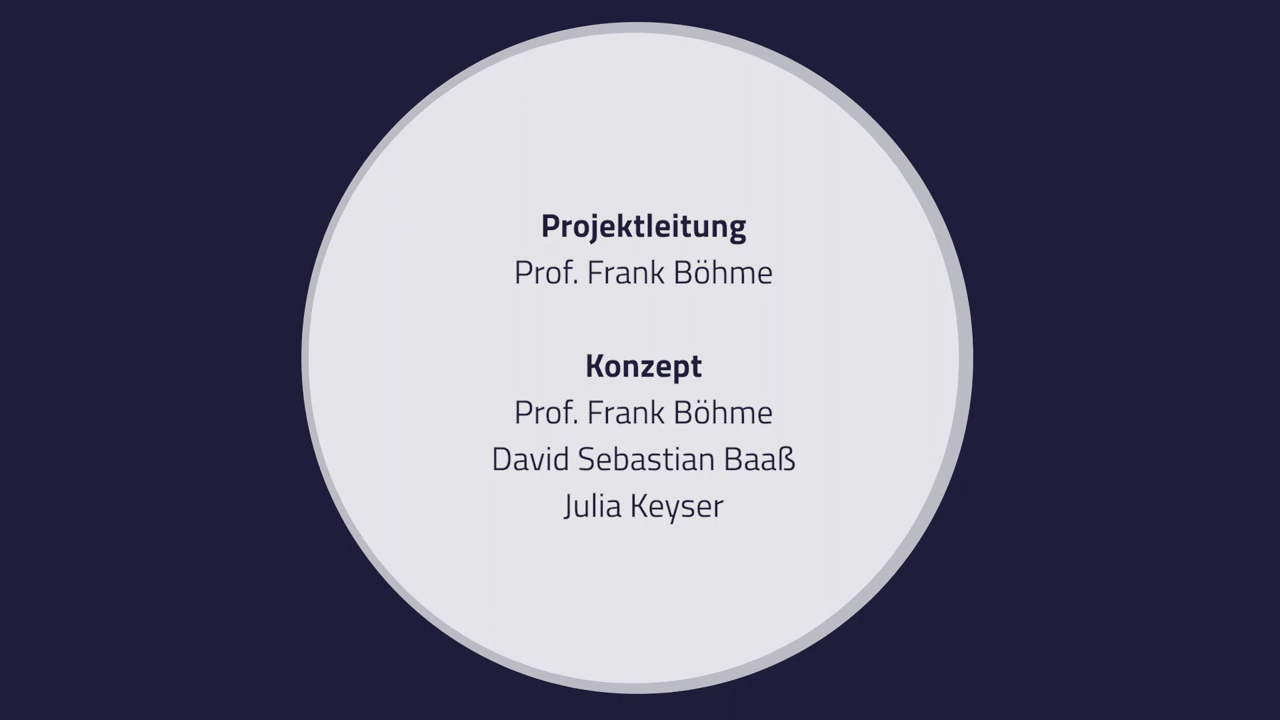 Projektleitung
Prof. Frank Böhme
Konzept
Prof. Frank Böhme
David Sebastian Baaß
Julia Keyser